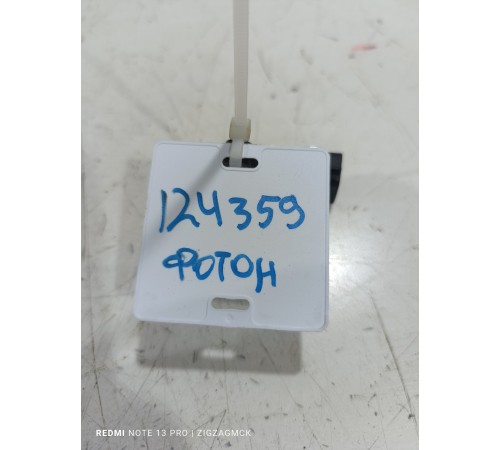 124359
ФОТОН
REDMI NOTE 13 PRO | ZIGZAGMCK